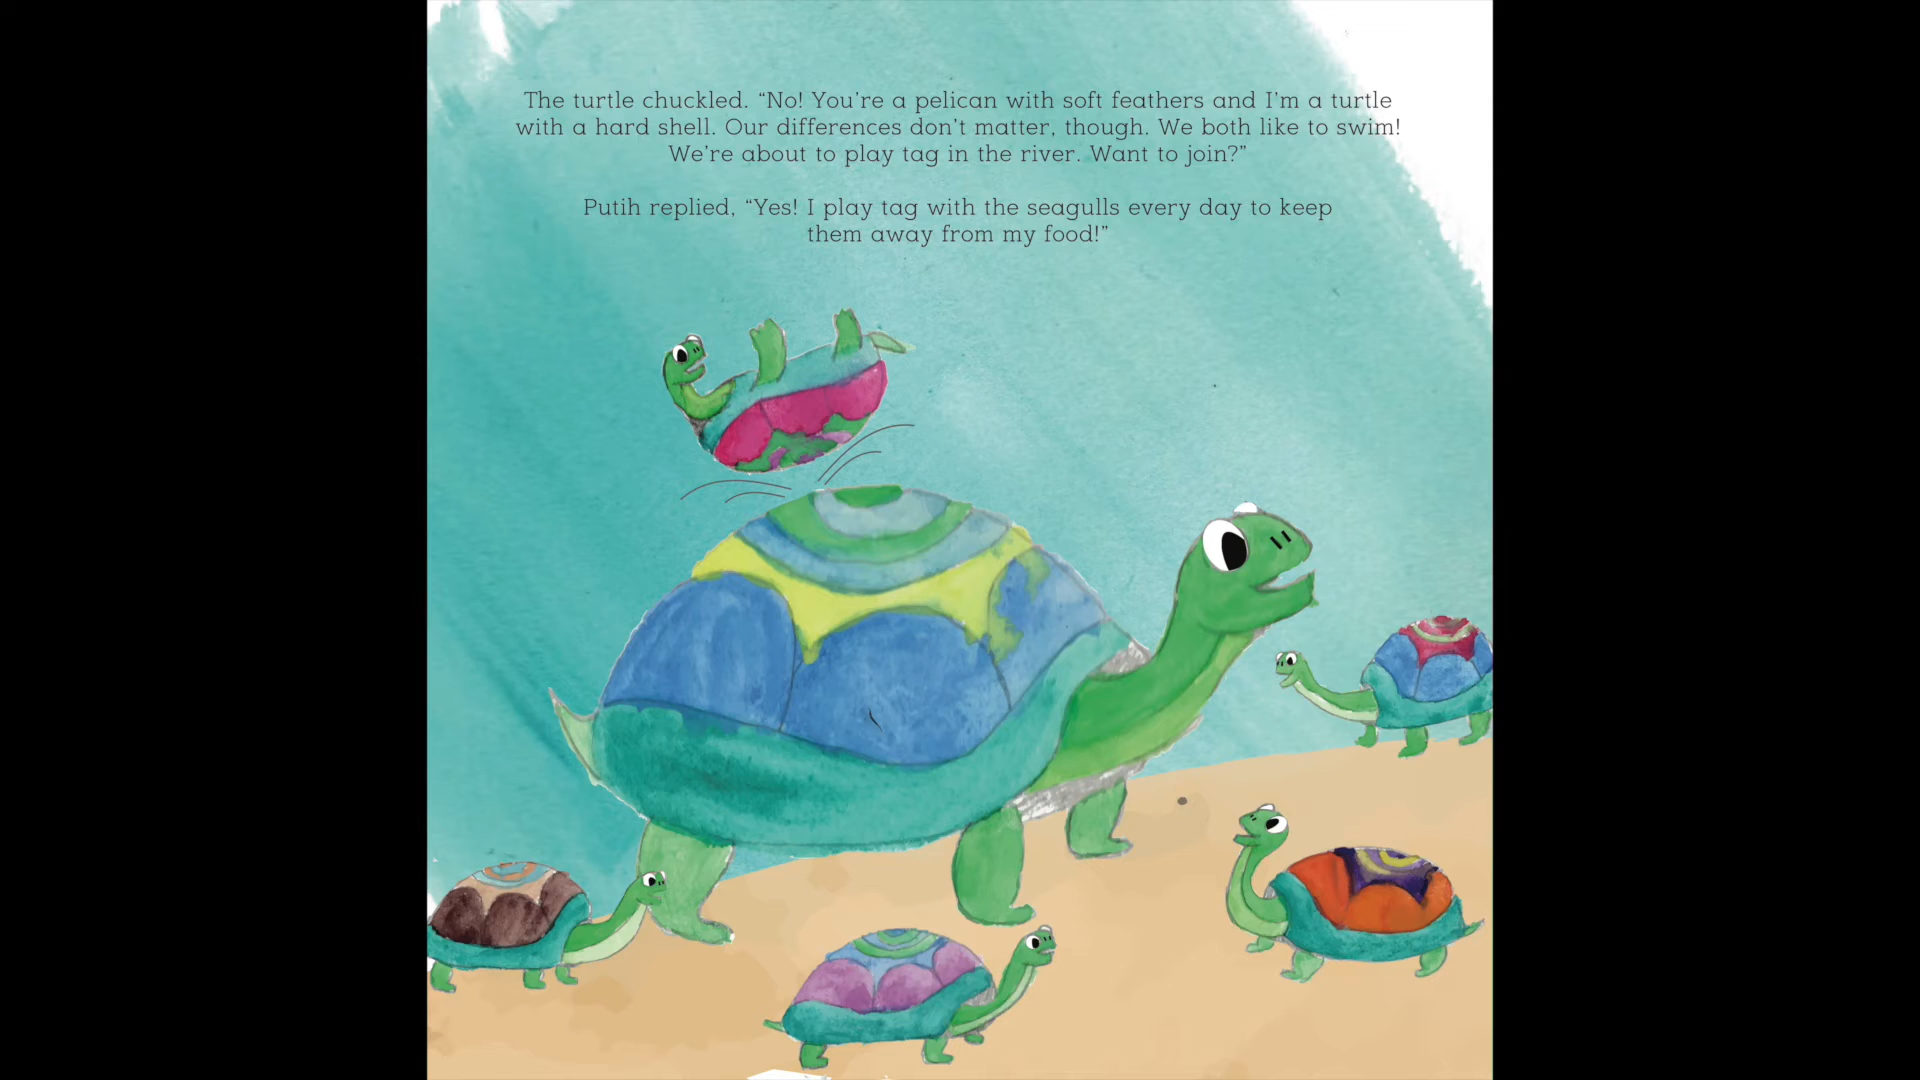 The turtle chuckled. “No! You’re a pelican with soft feathers and I’m a turtle
with a hard shell. Our differences don’t matter, though. We both like to swim!
We’re about to play tag in the river. Want to join?”
Putih replied, “Yes! I play tag with the seagulls every day to keep
them away from my food!”